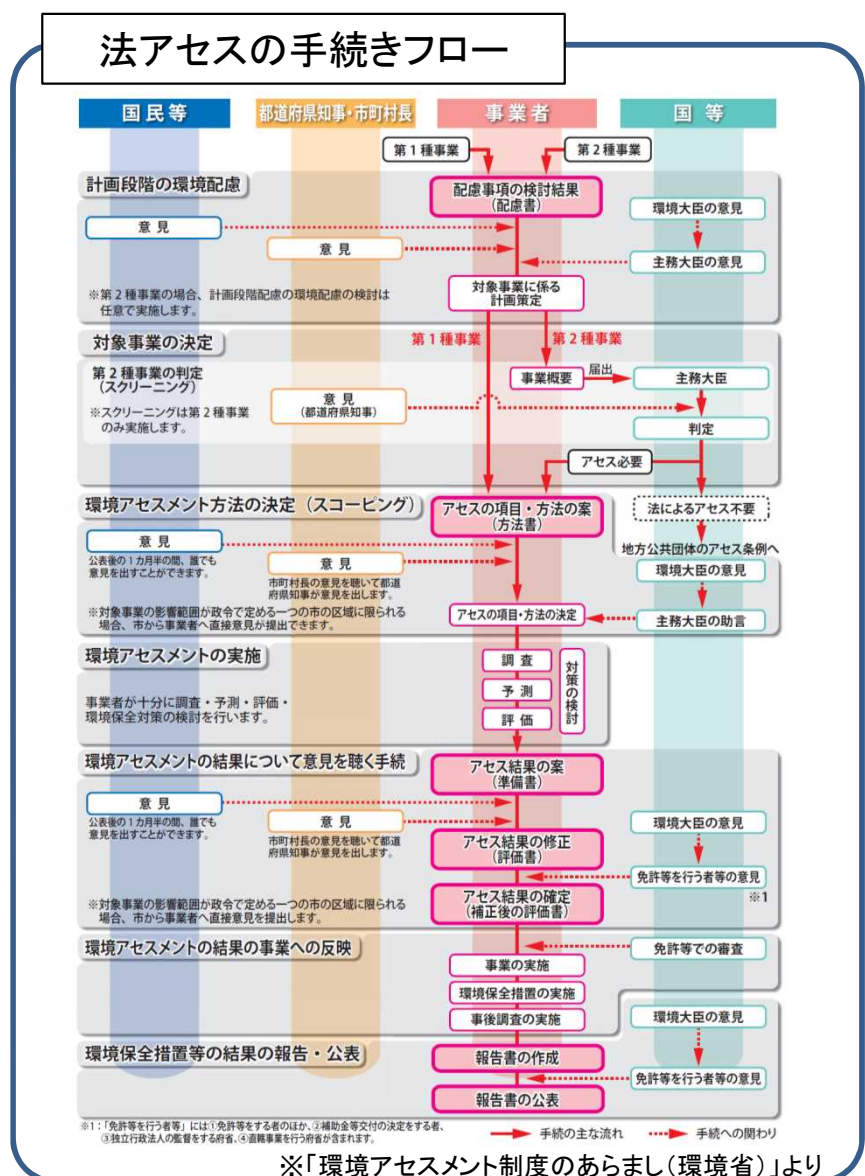 法アセスの手続きフロー
国民等
都道府県知事・市町村長
事業者
国等
第1種事業
第2種事業
計画段階の環境配慮
配慮事項の検討結果
(配慮書)
環境大臣の意見
意見
意見
主務大臣の意見
対象事業に係る
計画策定
※第2種事業の場合、計画段階配慮の環境配慮の検討は
任意で実施します。
対象事業の決定
第1種事業
第2種事業
第2種事業の判定
(スクリーニング)
事業概要
届出
主務大臣
※スクリーニングは第2種事業
のみ実施します。
意見
(都道府県知事)
判定
アセス必要
環境アセスメント方法の決定(スコーピング)
アセスの項目・方法の案
(方法書)
法によるアセス不要
地方公共団体のアセス条例へ
意見
公表後の1カ月半の間、誰でも
意見を出すことができます。
意見
市町村長の意見を聴いて都道
府県知事が意見を出します。
環境大臣の意見
※対象事業の影響範囲が政令で定める一つの市の区域に限られる
場合、市から事業者へ直接意見が提出できます。
アセスの項目・方法の決定
主務大臣の助言
環境アセスメントの実施
調査
予測
評価
対策の検討
事業者が十分に調査・予測・評価・
環境保全対策の検討を行います。
環境アセスメントの結果について意見を聴く手続
アセス結果の案
(準備書)
意見
公表後の1カ月半の間、誰でも
意見を出すことができます。
意見
市町村長の意見を聴いて都道
府県知事が意見を出します。
環境大臣の意見
アセス結果の修正
(評価書)
免許等を行う者等の意見
※1
※対象事業の影響範囲が政令で定める一つの市の区域に限られる
場合、市から事業者へ直接意見を提出します。
アセス結果の確定
(補正後の評価書)
環境アセスメントの結果の事業への反映
免許等での審査
事業の実施
環境保全措置の実施
事後調査の実施
環境大臣の意見
環境保全措置等の結果の報告・公表
報告書の作成
免許等を行う者等の意見
報告書の公表
※1:「免許等を行う者等」には①免許等をする者のほか、②補助金等交付の決定をする者、
③独立行政法人の監督をする府省、④直轄事業を行う府省が含まれます。
手続の主な流れ
手続への関わり
※「環境アセスメント制度のあらまし(環境省)」より